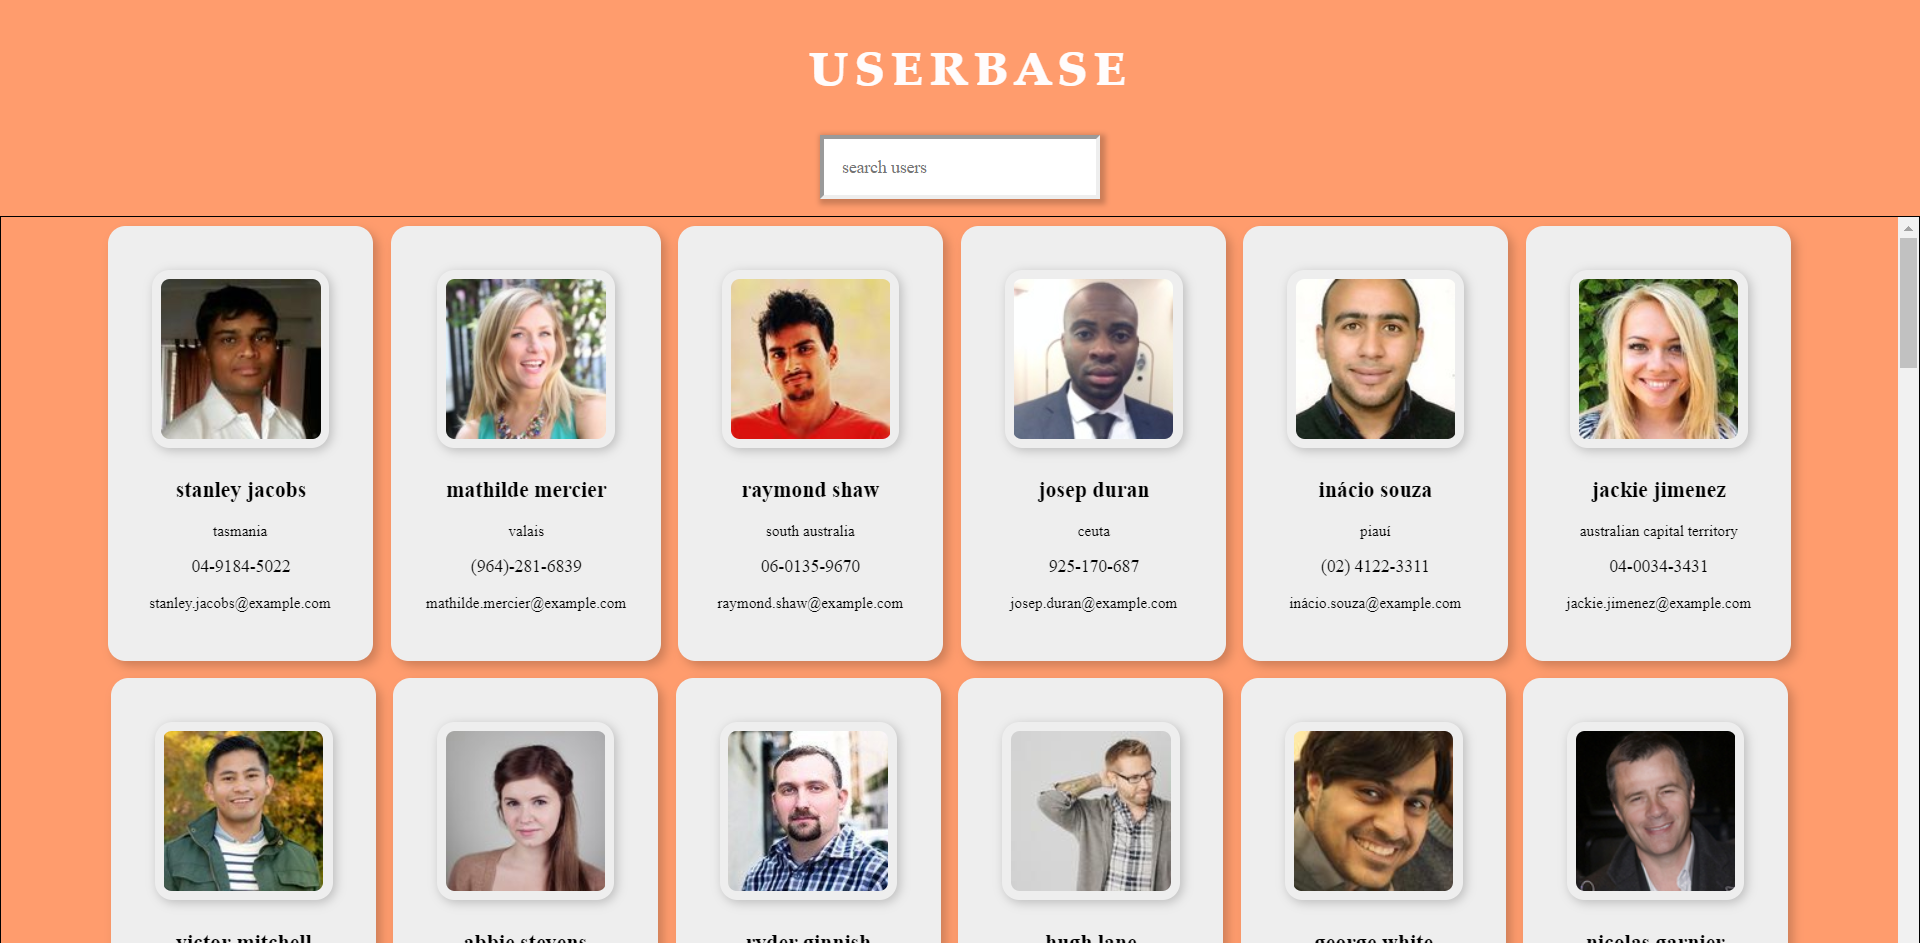 USERBASE
search users
stanley jacobs
tasmania
04-9184-5022
stanley.jacobs@example.com
mathilde mercier
valais
(964)-281-6839
mathilde.mercier@example.com
raymond shaw
south australia
06-0135-9670
raymond.shaw@example.com
josep duran
ceuta
925-170-687
josep.duran@example.com
inácio souza
piauí
(02) 4122-3311
inácio.souza@example.com
jackie jimenez
australian capital territory
04-0034-3431
jackie.jimenez@example.com
victor mitchell
abbie stevens
ryder ginnish
hugh lane
george white
nicolas garnier